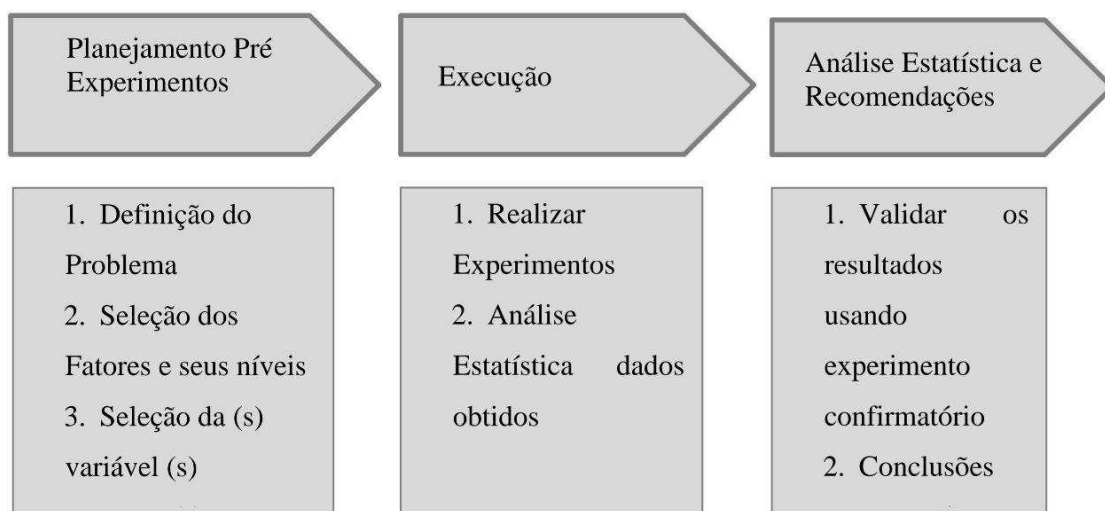 Planejamento Pré
Experimentos
Execução
Análise Estatística e
Recomendações
1. Definição do
Problema
2. Seleção dos
Fatores e seus níveis
3. Seleção da (s)
variável (s)
1. Realizar
Experimentos
2. Análise
Estatística dados
obtidos
1. Validar os
resultados
usando
experimento
confirmatório
2. Conclusões